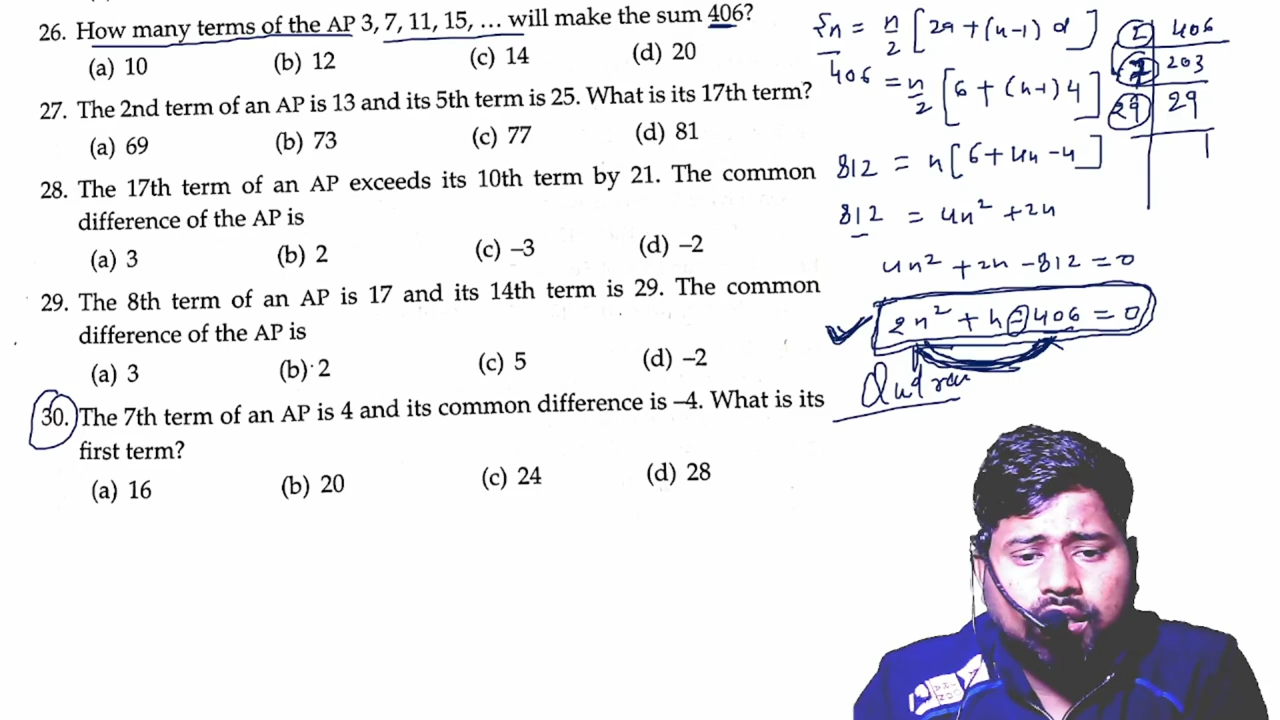 26. How many terms of the AP 3, 7, 11, 15, … will make the sum 406?
(a) 10 (b) 12 (c) 14 (d) 20
27. The 2nd term of an AP is 13 and its 5th term is 25. What is its 17th term?
(a) 69 (b) 73 (c) 77 (d) 81
28. The 17th term of an AP exceeds its 10th term by 21. The common
difference of the AP is
(a) 3 (b) 2 (c) –3 (d) –2
29. The 8th term of an AP is 17 and its 14th term is 29. The common
difference of the AP is
(a) 3 (b) 2 (c) 5 (d) –2
30. The 7th term of an AP is 4 and its common difference is –4. What is its
first term?
(a) 16 (b) 20 (c) 24 (d) 28
Sn = n/2 [2a + (n-1) d]
406 = n/2 [6 + (n-1) 4]
812 = n [6 + 4n - 4]
812 = 4n² + 2n
4n² + 2n - 812 = 0
2n² + n - 406 = 0
2 406
7 203
29 29
1